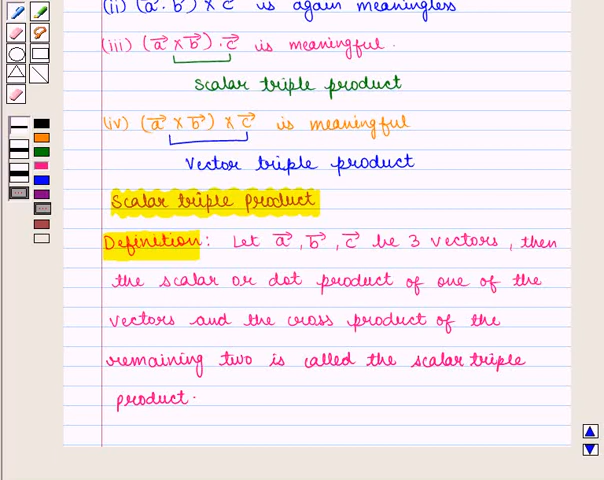 (ii) (a⃗ · b⃗) × c⃗ is again meaningless
(iii) (a⃗ × b⃗) · c⃗ is meaningful.
Scalar triple product
(iv) (a⃗ × b⃗) × c⃗ is meaningful
Vector triple product
Scalar triple product
Definition: Let a⃗, b⃗, c⃗ be 3 vectors, then
the scalar or dot product of one of the
vectors and the cross product of the
remaining two is called the scalar triple
product.